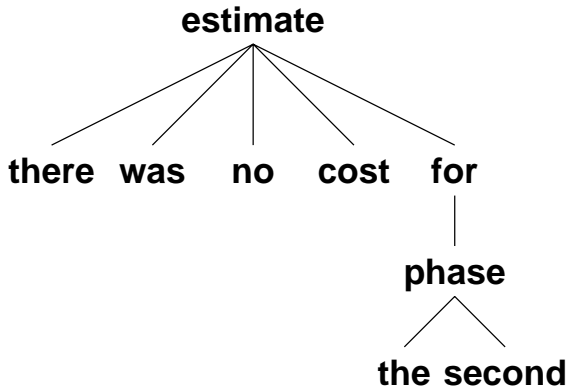 estimate
there was no cost for
phase
the second